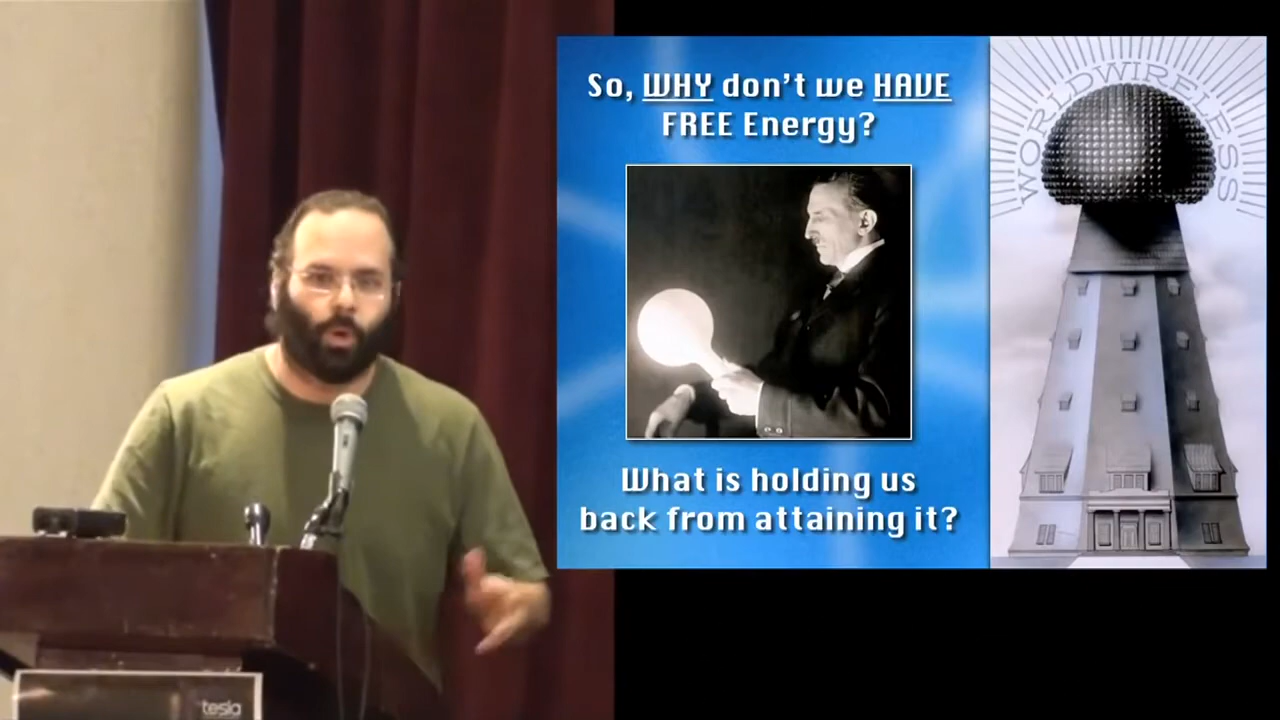 So, WHY don't we HAVE
FREE Energy?
WORLDWIRELESS
What is holding us
back from attaining it?
tesla